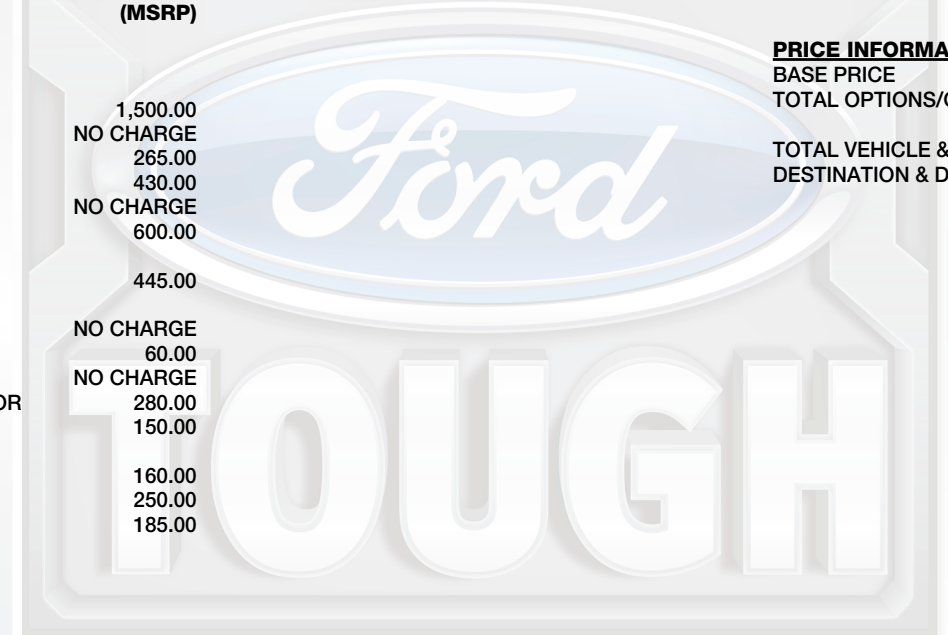 (MSRP)
1,500.00
NO CHARGE
265.00
430.00
NO CHARGE
600.00
445.00
NO CHARGE
60.00
NO CHARGE
OR 280.00
150.00
160.00
250.00
185.00
PRICE INFORMA
BASE PRICE
TOTAL OPTIONS/
TOTAL VEHICLE &
DESTINATION & D
Ford
TOUGH